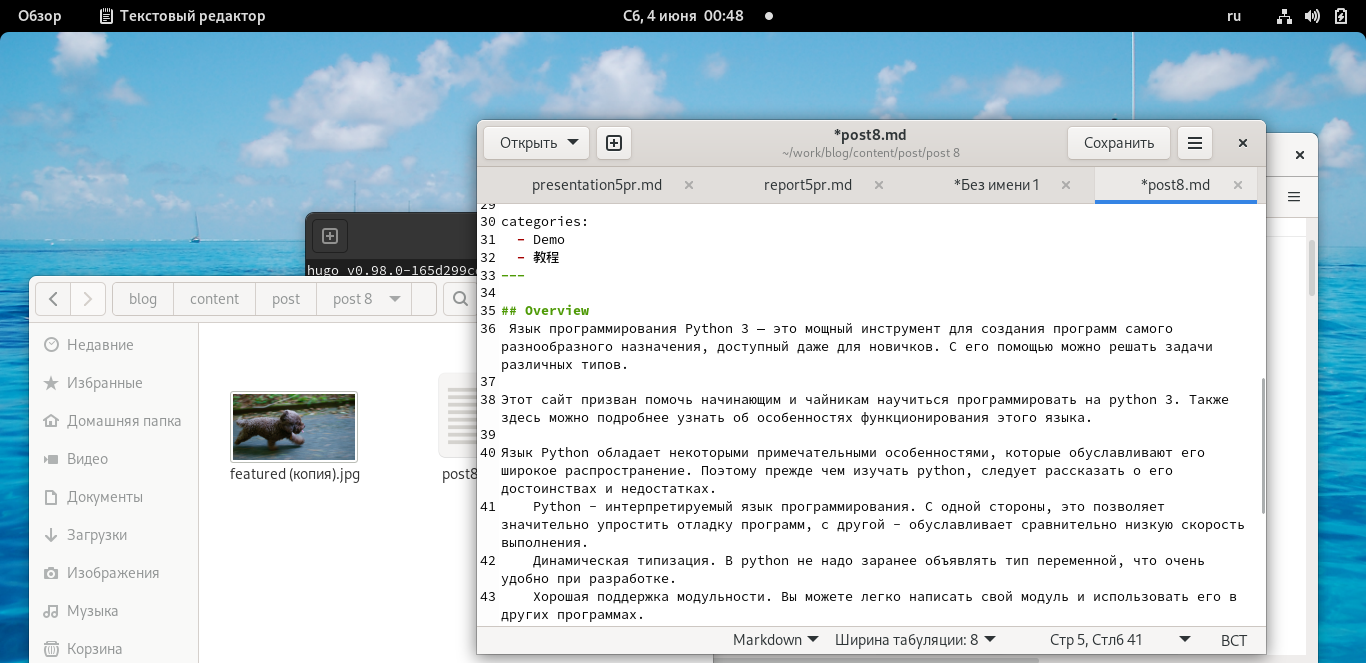 Обзор Текстовый редактор Сб, 4 июня 00:48 ru
Открыть *post8.md Сохранить
~/work/blog/content/post/post 8
presentation5pr.md report5pr.md *Без имени 1 *post8.md
29
30 categories:
31 - Demo
32 - 教程
33 ---
34
35 ## Overview
36 Язык программирования Python 3 — это мощный инструмент для создания программ самого
разнообразного назначения, доступный даже для новичков. С его помощью можно решать задачи
различных типов.
37
38 Этот сайт призван помочь начинающим и чайникам научиться программировать на python 3. Также
здесь можно подробнее узнать об особенностях функционирования этого языка.
39
40 Язык Python обладает некоторыми примечательными особенностями, которые обуславливают его
широкое распространение. Поэтому прежде чем изучать python, следует рассказать о его
достоинствах и недостатках.
41 Python - интерпретируемый язык программирования. С одной стороны, это позволяет
значительно упростить отладку программ, с другой - обуславливает сравнительно низкую скорость
выполнения.
42 Динамическая типизация. В python не надо заранее объявлять тип переменной, что очень
удобно при разработке.
43 Хорошая поддержка модульности. Вы можете легко написать свой модуль и использовать его в
других программах.
Markdown Ширина табуляции: 8 Стр 5, Стлб 41 ВСТ
hugo v0.98.0-165d299c
blog content post post 8
Недавние
Избранные
Домашняя папка
Видео
Документы
Загрузки
Изображения
Музыка
Корзина
featured (копия).jpg
post8